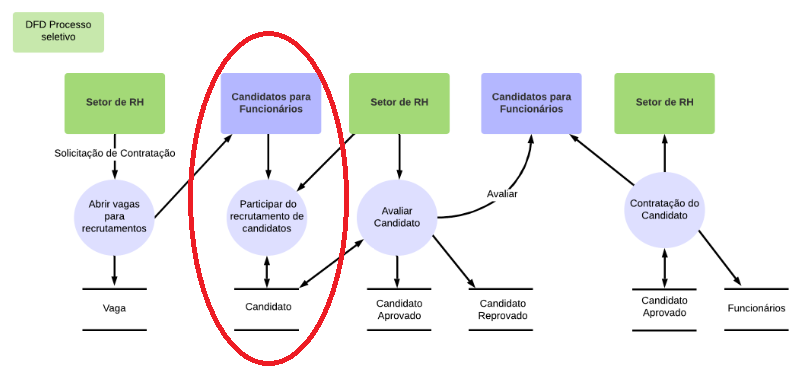 DFD Processo
seletivo
Setor de RH
Candidatos para
Funcionários
Setor de RH
Candidatos para
Funcionários
Setor de RH
Solicitação de Contratação
Abrir vagas
para
recrutamentos
Participar do
recrutamento de
candidatos
Avaliar
Candidato
Avaliar
Contratação do
Candidato
Vaga
Candidato
Candidato
Aprovado
Candidato
Reprovado
Candidato
Aprovado
Funcionários